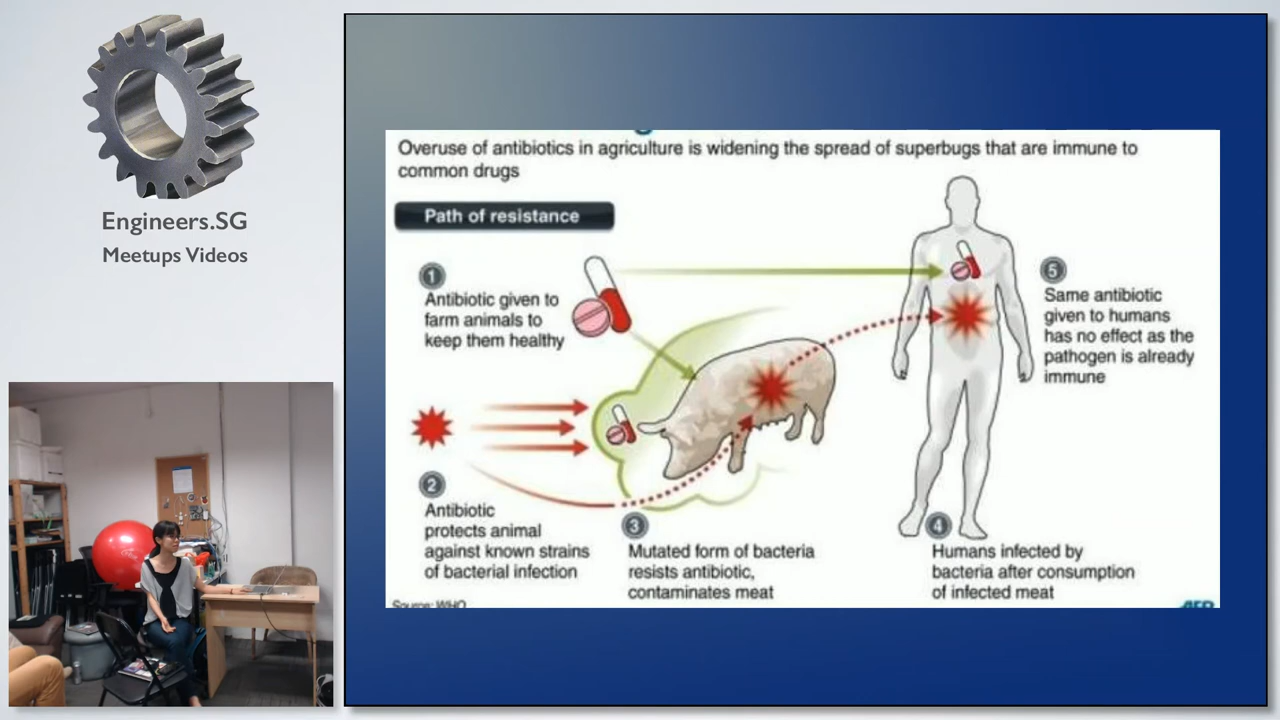 Engineers.SG
Meetups Videos
Overuse of antibiotics in agriculture is widening the spread of superbugs that are immune to
common drugs
Path of resistance
1
Antibiotic given to
farm animals to
keep them healthy
2
Antibiotic
protects animal
against known strains
of bacterial infection
3
Mutated form of bacteria
resists antibiotic,
contaminates meat
4
Humans infected by
bacteria after consumption
of infected meat
5
Same antibiotic
given to humans
has no effect as the
pathogen is already
immune
Source: WHO
AFP